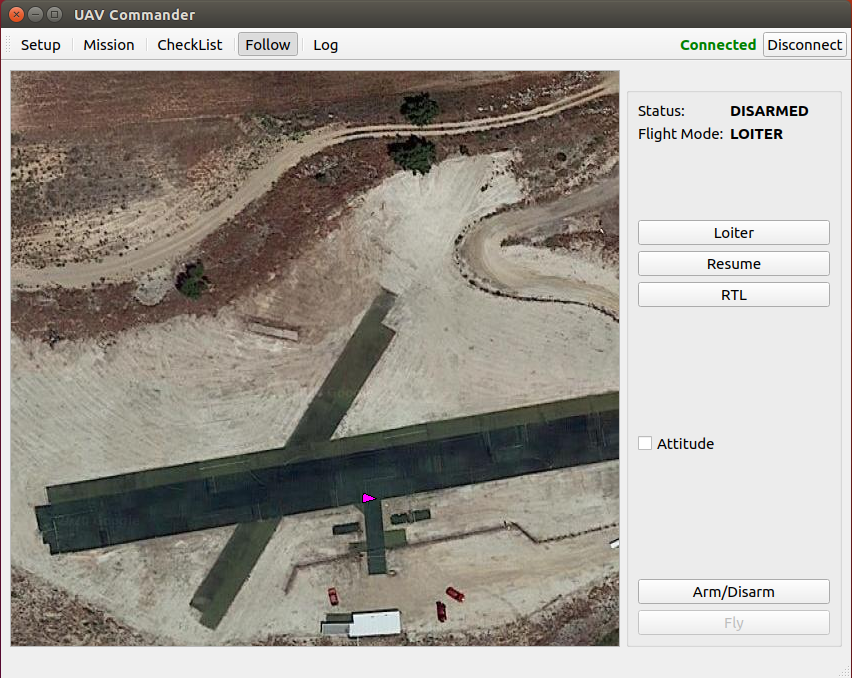 UAV Commander
Setup Mission CheckList Follow Log Connected Disconnect
Status: DISARMED
Flight Mode: LOITER
Loiter
Resume
RTL
Attitude
Arm/Disarm
Fly